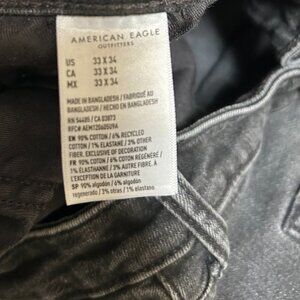 AMERICAN EAGLE
OUTFITTERS
US 33 X 34
CA 33 X 34
MX 33 X 34
MADE IN BANGLADESH / FABRIQUÉ AU
BANGLADESH / HECHO EN BANGLADESH
RN 54485 / CA 03873
RFC# AEM120605U9A
EN 90% COTTON / 6% RECYCLED
COTTON / 1% ELASTANE / 3% OTHER
FIBER. EXCLUSIVE OF DECORATION
FR 90% COTON / 6% COTON RÉGÉNÉRÉ /
1% ÉLASTHANNE / 3% AUTRE FIBRE. À
L'EXCEPTION DE LA GARNITURE
SP 90% algodón / 6% algodón
regenerado / 3% otras / 1% elastano